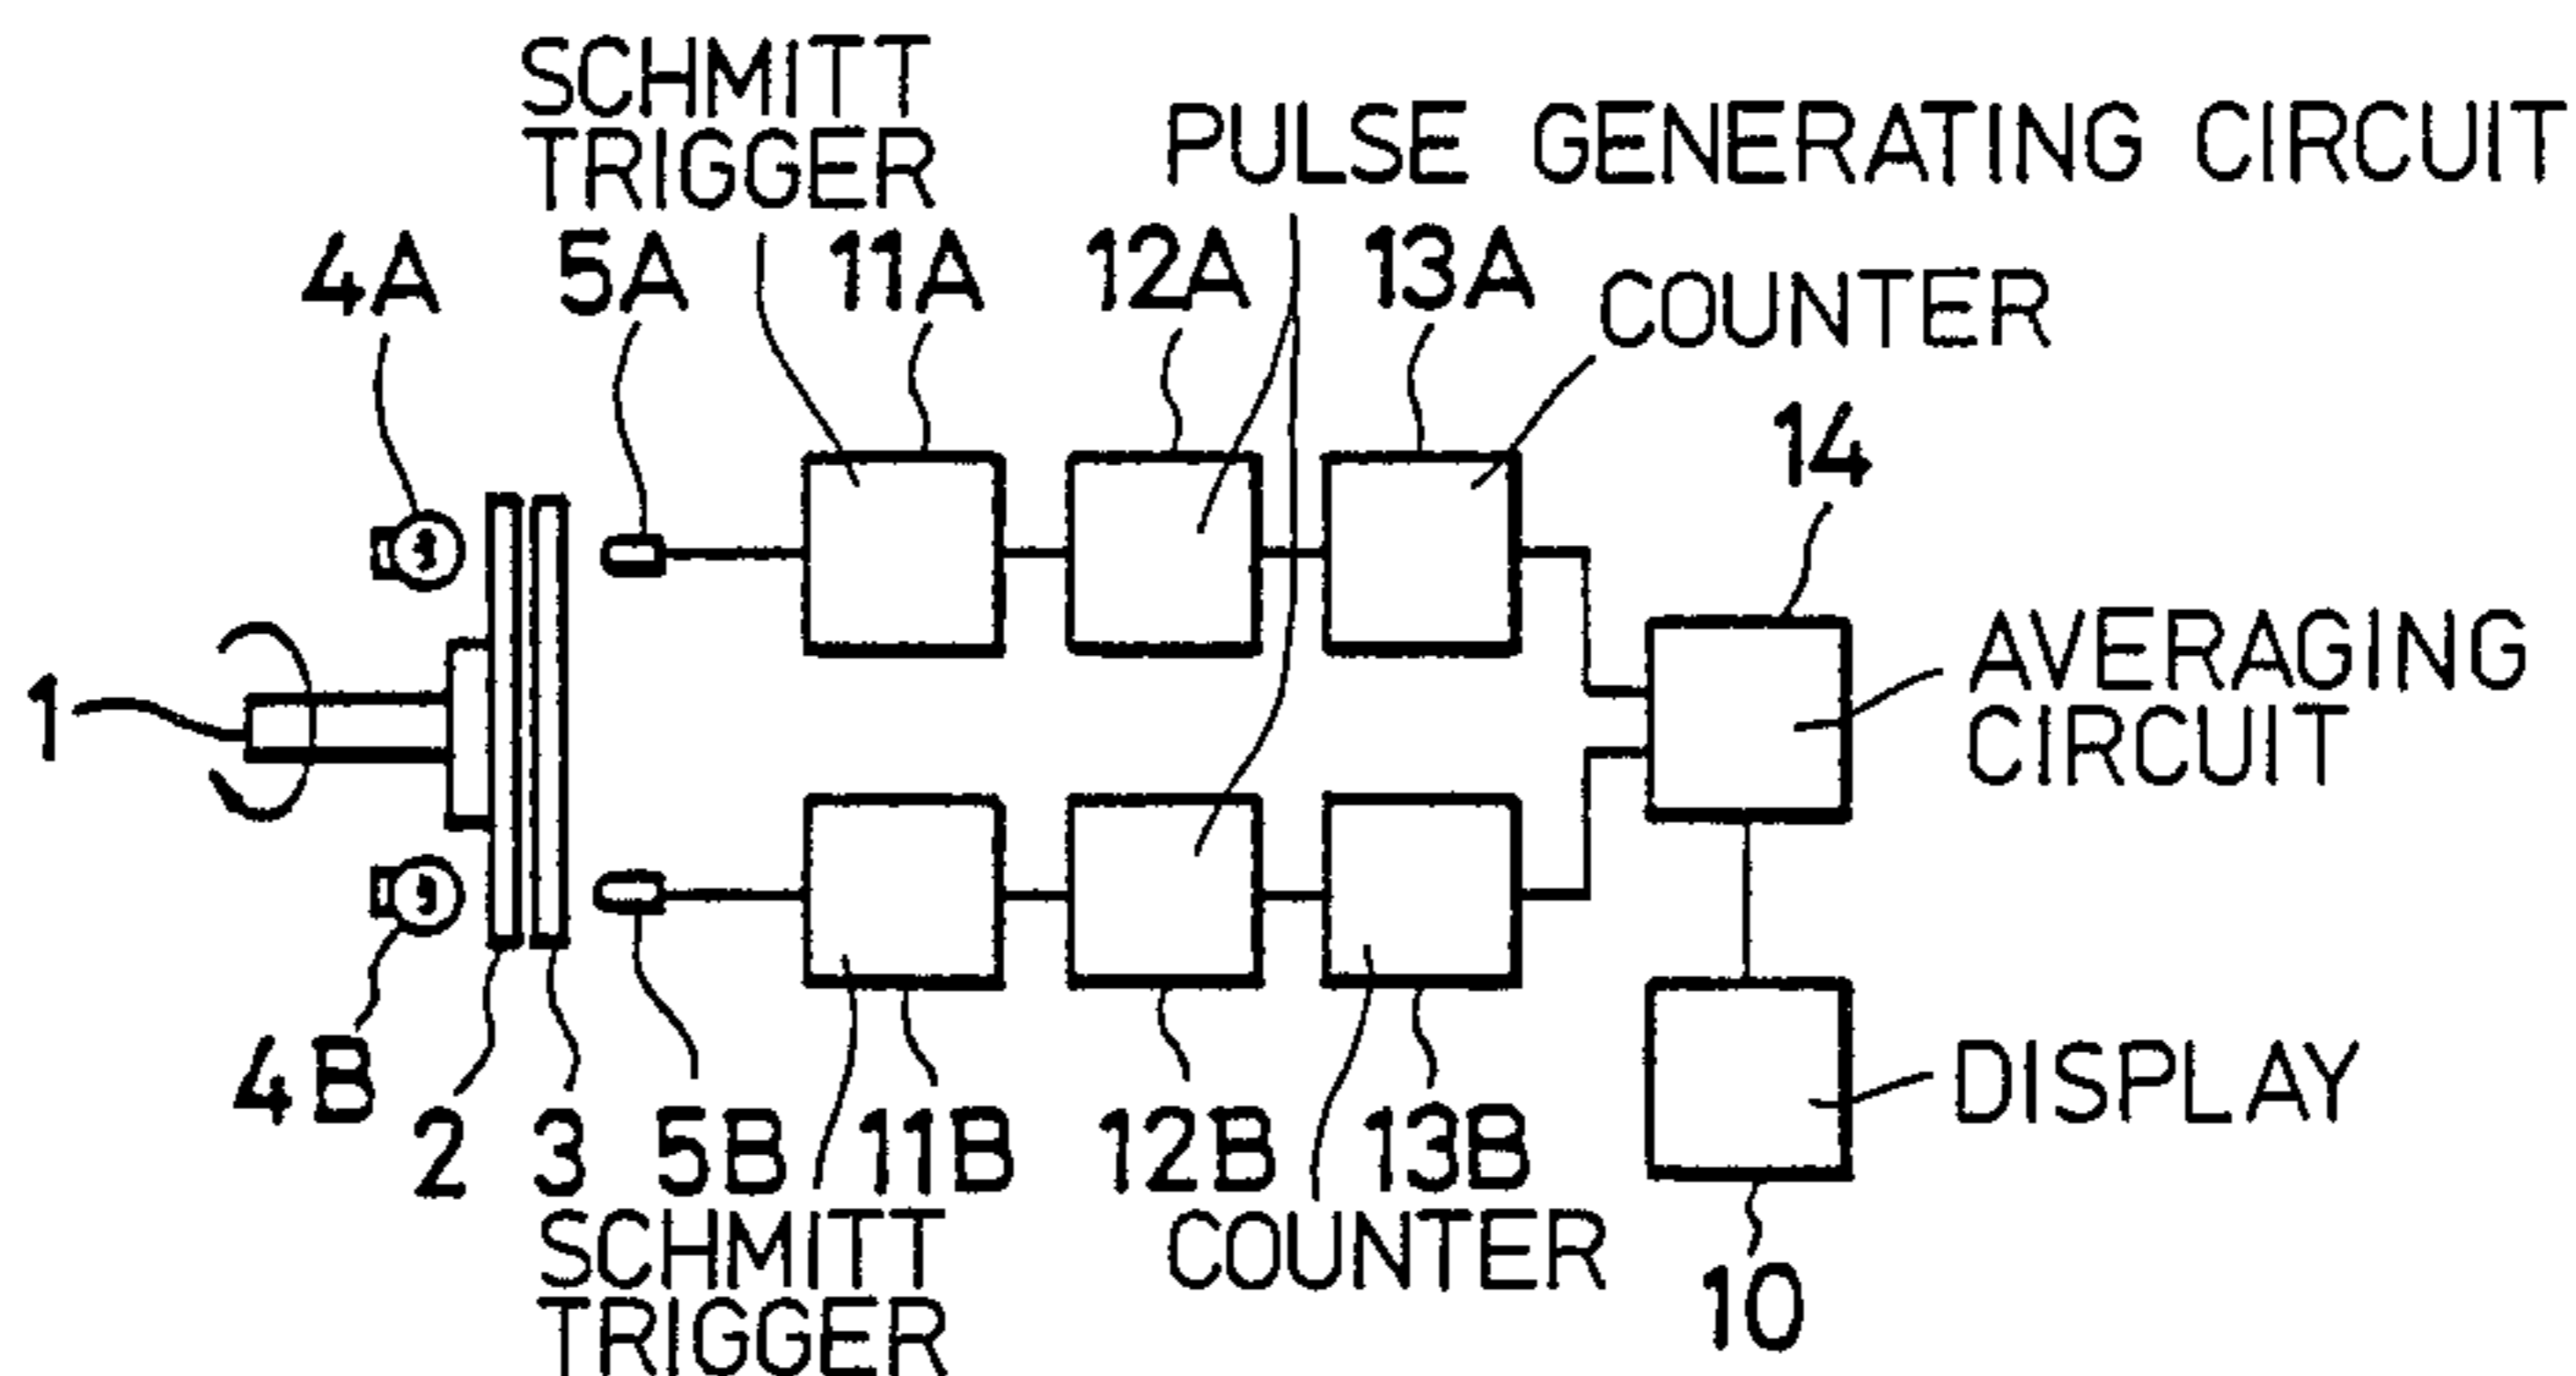 SCHMITT
TRIGGER
PULSE GENERATING CIRCUIT
4A 5A 11A 12A 13A
COUNTER
14
1
AVERAGING
CIRCUIT
4B
2 3 5B 11B 12B 13B
DISPLAY
SCHMITT
TRIGGER
COUNTER
10